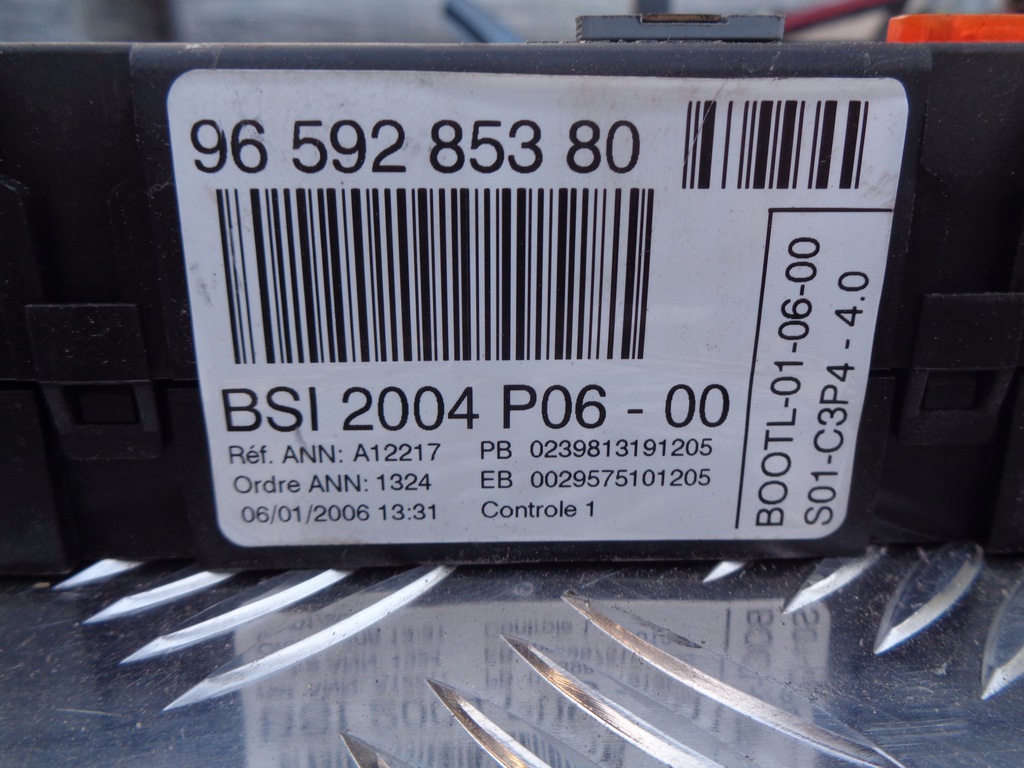 96 592 853 80
BSI 2004 P06 - 00
Réf. ANN: A12217 PB 0239813191205
Ordre ANN: 1324 EB 0029575101205
06/01/2006 13:31 Controle 1
BOOTL-01-06-00
S01-C3P4 - 4.0